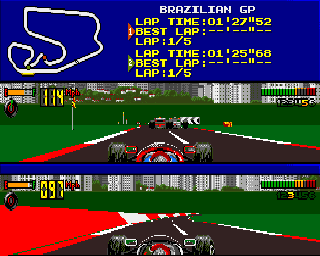 BRAZILIAN GP
LAP TIME:01'27"52
BEST LAP:--'--"--
LAP:1/5
LAP TIME:01'25"68
BEST LAP:--'--"--
LAP:1/5
114
097